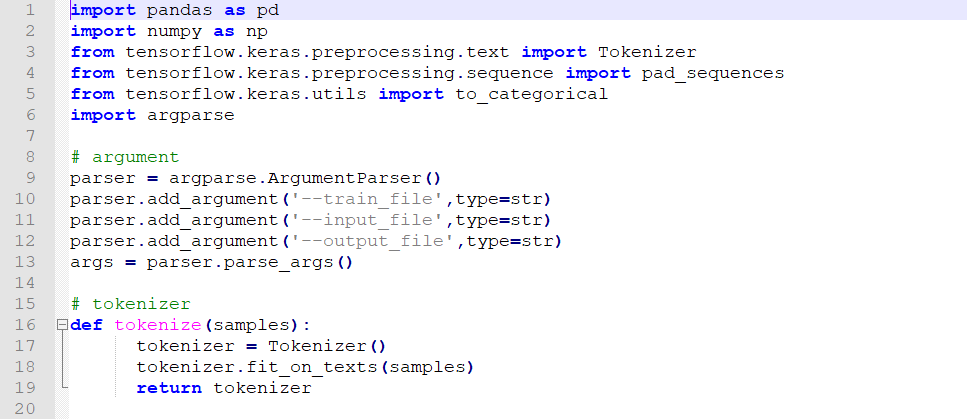 1 import pandas as pd
2 import numpy as np
3 from tensorflow.keras.preprocessing.text import Tokenizer
4 from tensorflow.keras.preprocessing.sequence import pad_sequences
5 from tensorflow.keras.utils import to_categorical
6 import argparse
7
8 # argument
9 parser = argparse.ArgumentParser()
10 parser.add_argument('--train_file',type=str)
11 parser.add_argument('--input_file',type=str)
12 parser.add_argument('--output_file',type=str)
13 args = parser.parse_args()
14
15 # tokenizer
16 def tokenize(samples):
17       tokenizer = Tokenizer()
18       tokenizer.fit_on_texts(samples)
19       return tokenizer
20